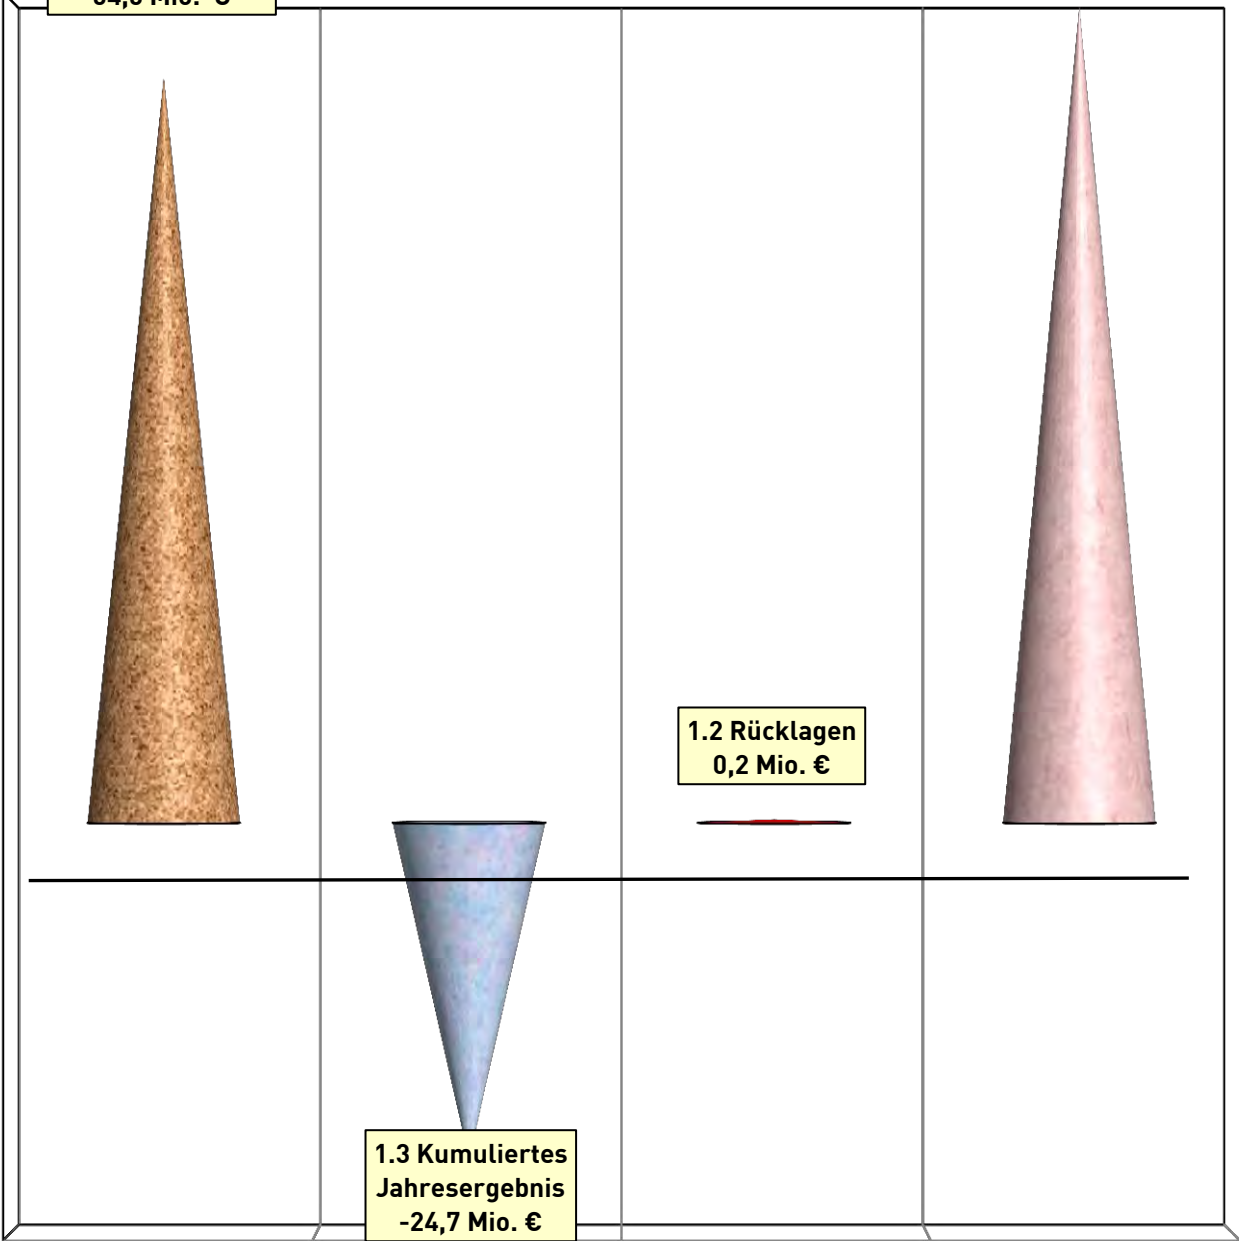 1.2 Rücklagen
0,2 Mio. €
1.3 Kumuliertes
Jahresergebnis
-24,7 Mio. €